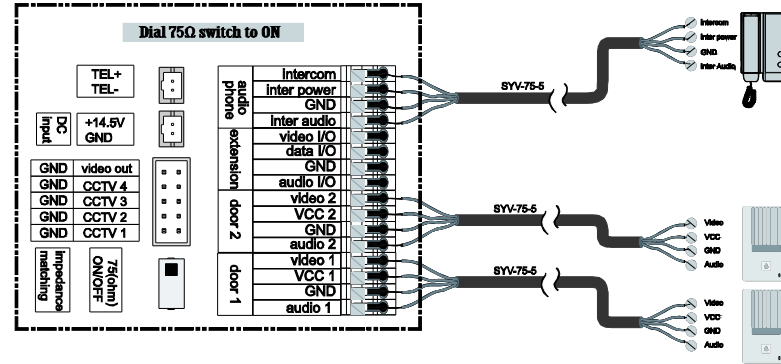 Dial 75Ω switch to ON
TEL+
TEL-
DC input
+14.5V
GND
GND video out
GND CCTV 4
GND CCTV 3
GND CCTV 2
GND CCTV 1
impedance matching
75(ohm) ON/OFF
audio phone
intercom
inter power
GND
inter audio
extension
video I/O
data I/O
GND
audio I/O
door 2
video 2
VCC 2
GND
audio 2
door 1
video 1
VCC 1
GND
audio 1
SYV-75-5
Intercom
Inter power
GND
Inter Audio
SYV-75-5
Video
VCC
GND
Audio
SYV-75-5
Video
VCC
GND
Audio